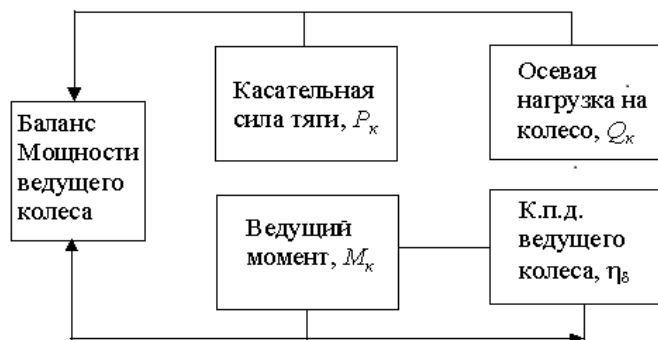 Касательная
сила тяги, Pк
Осевая
нагрузка на
колесо, Qк
Баланс
Мощности
ведущего
колеса
Ведущий
момент, Mк
К.п.д.
ведущего
колеса, ηδ